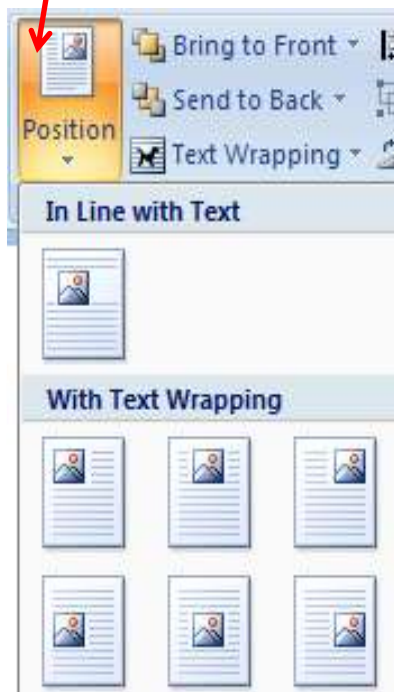 Bring to Front
Send to Back
Position
Text Wrapping
In Line with Text
With Text Wrapping